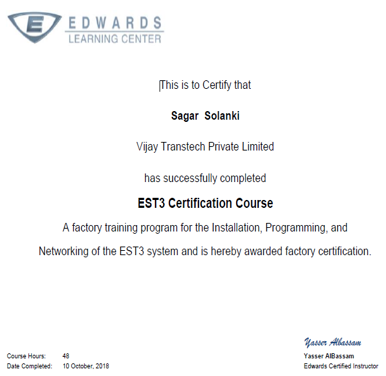 E EDWARDS
LEARNING CENTER
This is to Certify that
Sagar Solanki
Vijay Transtech Private Limited
has successfully completed
EST3 Certification Course
A factory training program for the Installation, Programming, and
Networking of the EST3 system and is hereby awarded factory certification.
Yasser Albassam
Course Hours: 48
Yasser AlBassam
Date Completed: 10 October, 2018
Edwards Certified Instructor